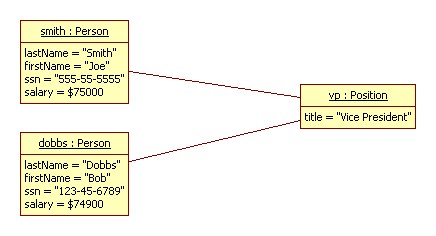 smith : Person
lastName = "Smith"
firstName = "Joe"
ssn = "555-55-5555"
salary = $75000
vp : Position
title = "Vice President"
dobbs : Person
lastName = "Dobbs"
firstName = "Bob"
ssn = "123-45-6789"
salary = $74900